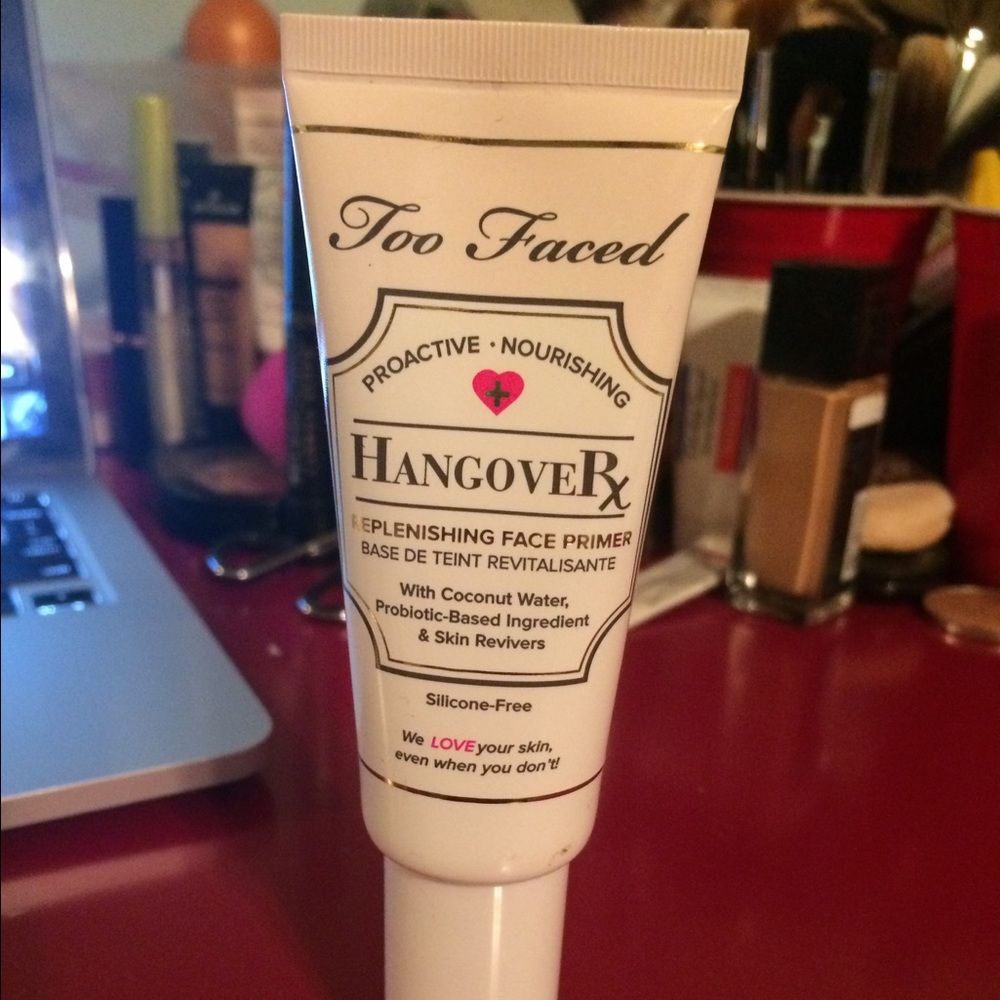 Too Faced
PROACTIVE · NOURISHING
HANGOVERx
REPLENISHING FACE PRIMER
BASE DE TEINT REVITALISANTE
With Coconut Water,
Probiotic-Based Ingredient
& Skin Revivers
Silicone-Free
We LOVE your skin,
even when you don't!